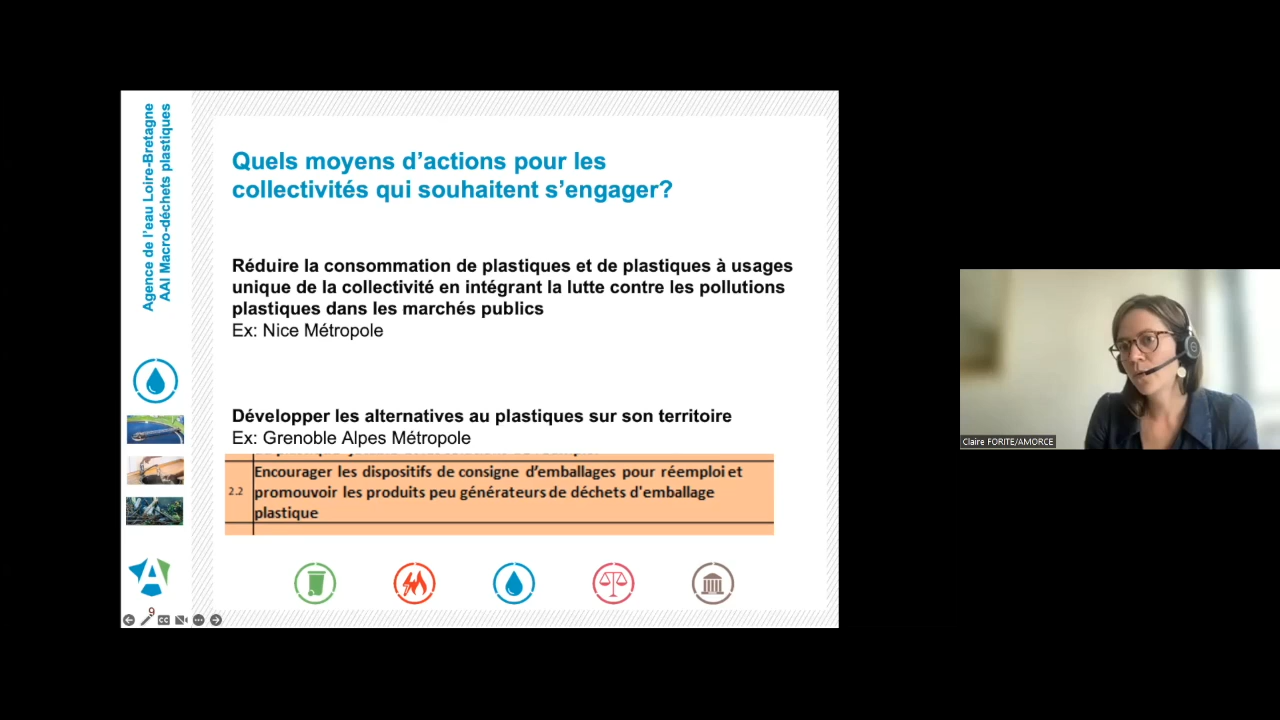 Agence de l'eau Loire-Bretagne
AAI Macro-déchets plastiques
Quels moyens d'actions pour les
collectivités qui souhaitent s'engager?
Réduire la consommation de plastiques et de plastiques à usages
unique de la collectivité en intégrant la lutte contre les pollutions
plastiques dans les marchés publics
Ex: Nice Métropole
Développer les alternatives au plastiques sur son territoire
Ex: Grenoble Alpes Métropole
2.2
Encourager les dispositifs de consigne d'emballages pour réemploi et
promouvoir les produits peu générateurs de déchets d'emballage
plastique
9
CC
Claire FORITE/AMORCE